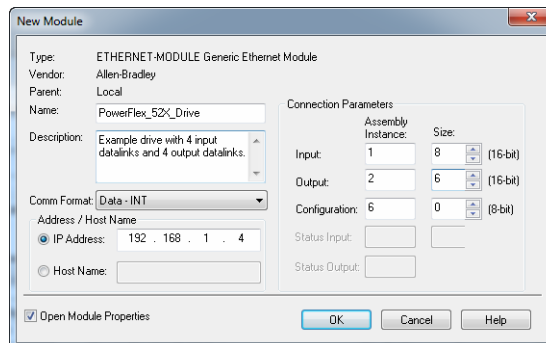 New Module
Type: ETHERNET-MODULE Generic Ethernet Module
Vendor: Allen-Bradley
Parent: Local
Name: PowerFlex_52X_Drive
Description: Example drive with 4 input
datalinks and 4 output datalinks.
Comm Format: Data - INT
Address / Host Name
IP Address: 192 . 168 . 1 . 4
Host Name:
Connection Parameters
Assembly
Instance: Size:
Input: 1 8 (16-bit)
Output: 2 6 (16-bit)
Configuration: 6 0 (8-bit)
Status Input:
Status Output:
Open Module Properties
OK Cancel Help